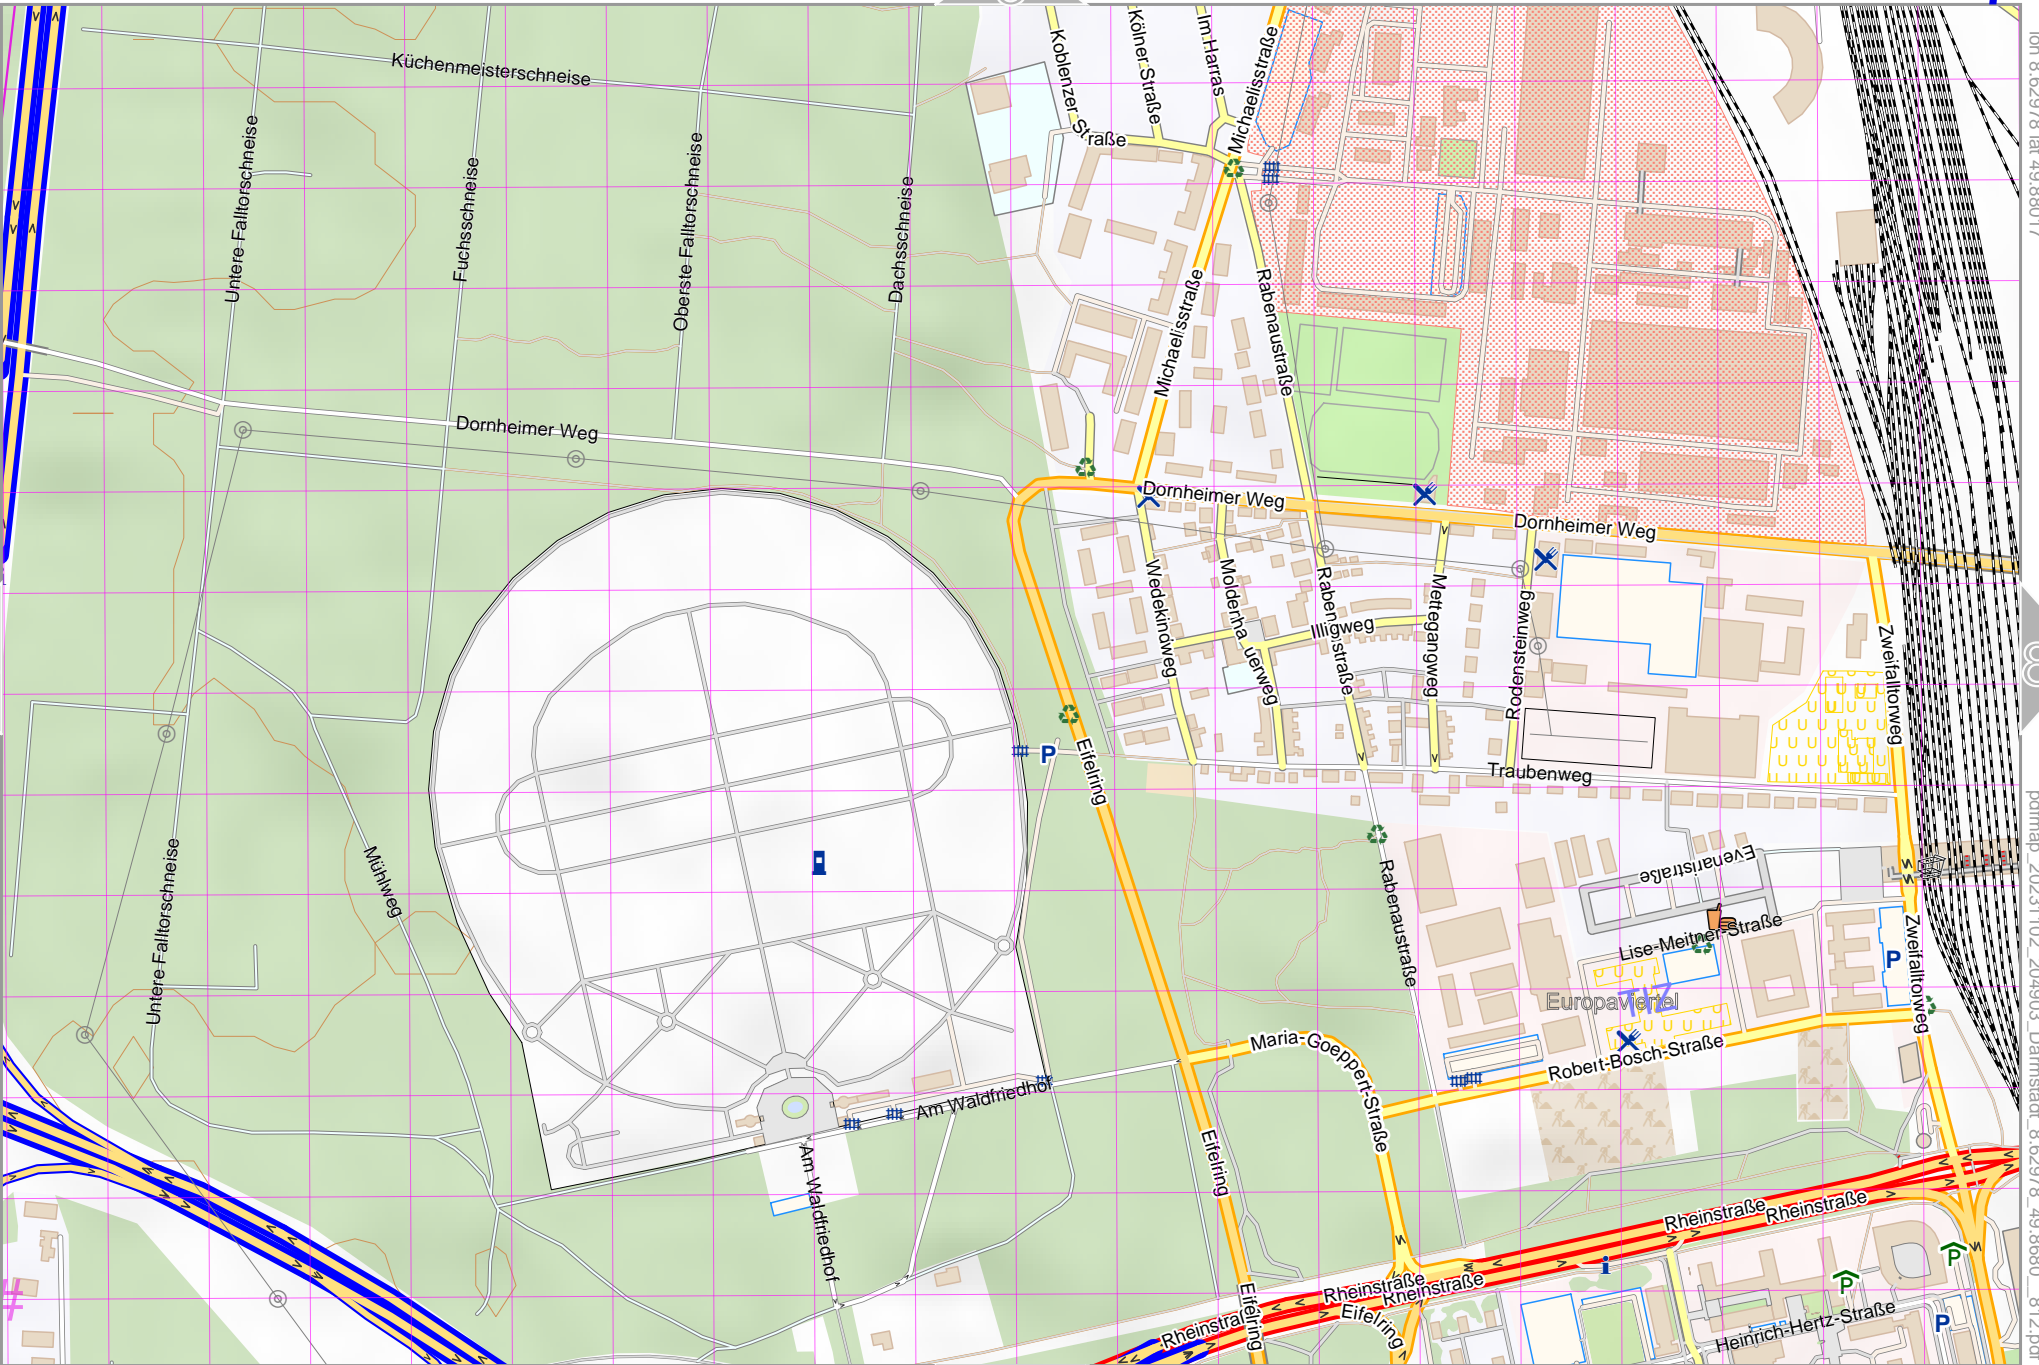 Küchenmeisterschneise
Koblenzer Straße
Kölner Straße
Im Harras
Michaelisstraße
Untere Falltorschneise
Fuchsschneise
Oberste Falltorschneise
Dachsschneise
Michaelisstraße
Rabenaustraße
Dornheimer Weg
Dornheimer Weg
Dornheimer Weg
Wedekindweg
Moldenhauerweg
Rabenaustraße
Illigweg
Mettegangweg
Rodensteinweg
Zweifaltorweg
Traubenweg
P
Eifelring
Mühlweg
Untere Falltorschneise
Evenaristraße
Rabenaustraße
Lise-Meitner-Straße
Zweifalltorweg
P
Europaviertel
TIZ
Maria-Goeppert-Straße
Robert-Bosch-Straße
Am Waldfriedhof
Am Waldfriedhof
Eifelring
Rheinstraße
Rheinstraße
Rheinstraße
Rheinstraße
Rheinstraße
Eifelring
Eifelring
i
P
P
P
Heinrich-Hertz-Straße
#